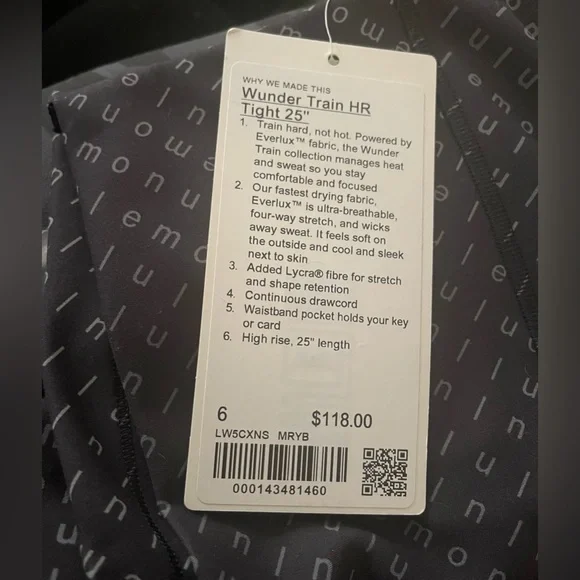 WHY WE MADE THIS
Wunder Train HR
Tight 25"
1. Train hard, not hot. Powered by
Everlux™ fabric, the Wunder
Train collection manages heat
and sweat so you stay
comfortable and focused
2. Our fastest drying fabric,
Everlux™ is ultra-breathable,
four-way stretch, and wicks
away sweat. It feels soft on
the outside and cool and sleek
next to skin
3. Added Lycra® fibre for stretch
and shape retention
4. Continuous drawcord
5. Waistband pocket holds your key
or card
6. High rise, 25" length
6 $118.00
LW5CXNS MRYB
000143481460